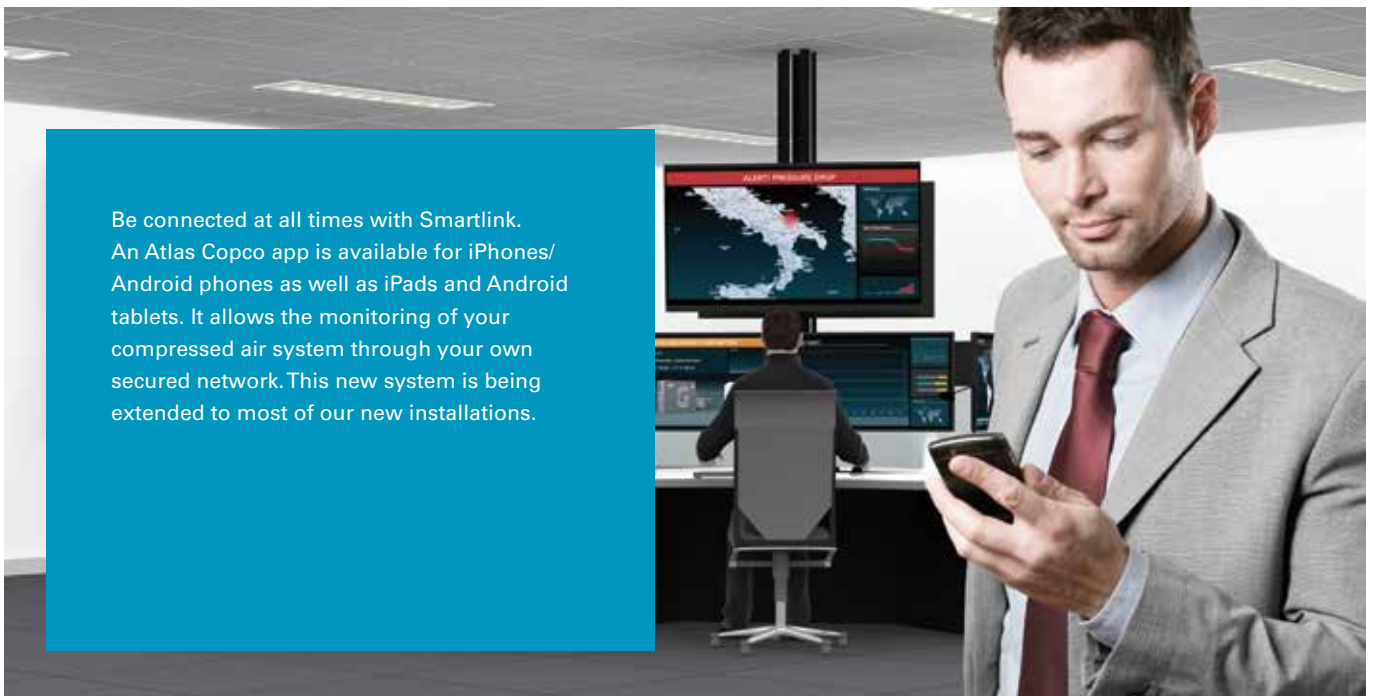 Be connected at all times with Smartlink.
An Atlas Copco app is available for iPhones/
Android phones as well as iPads and Android
tablets. It allows the monitoring of your
compressed air system through your own
secured network. This new system is being
extended to most of our new installations.
ALERT! PRESSURE DROP